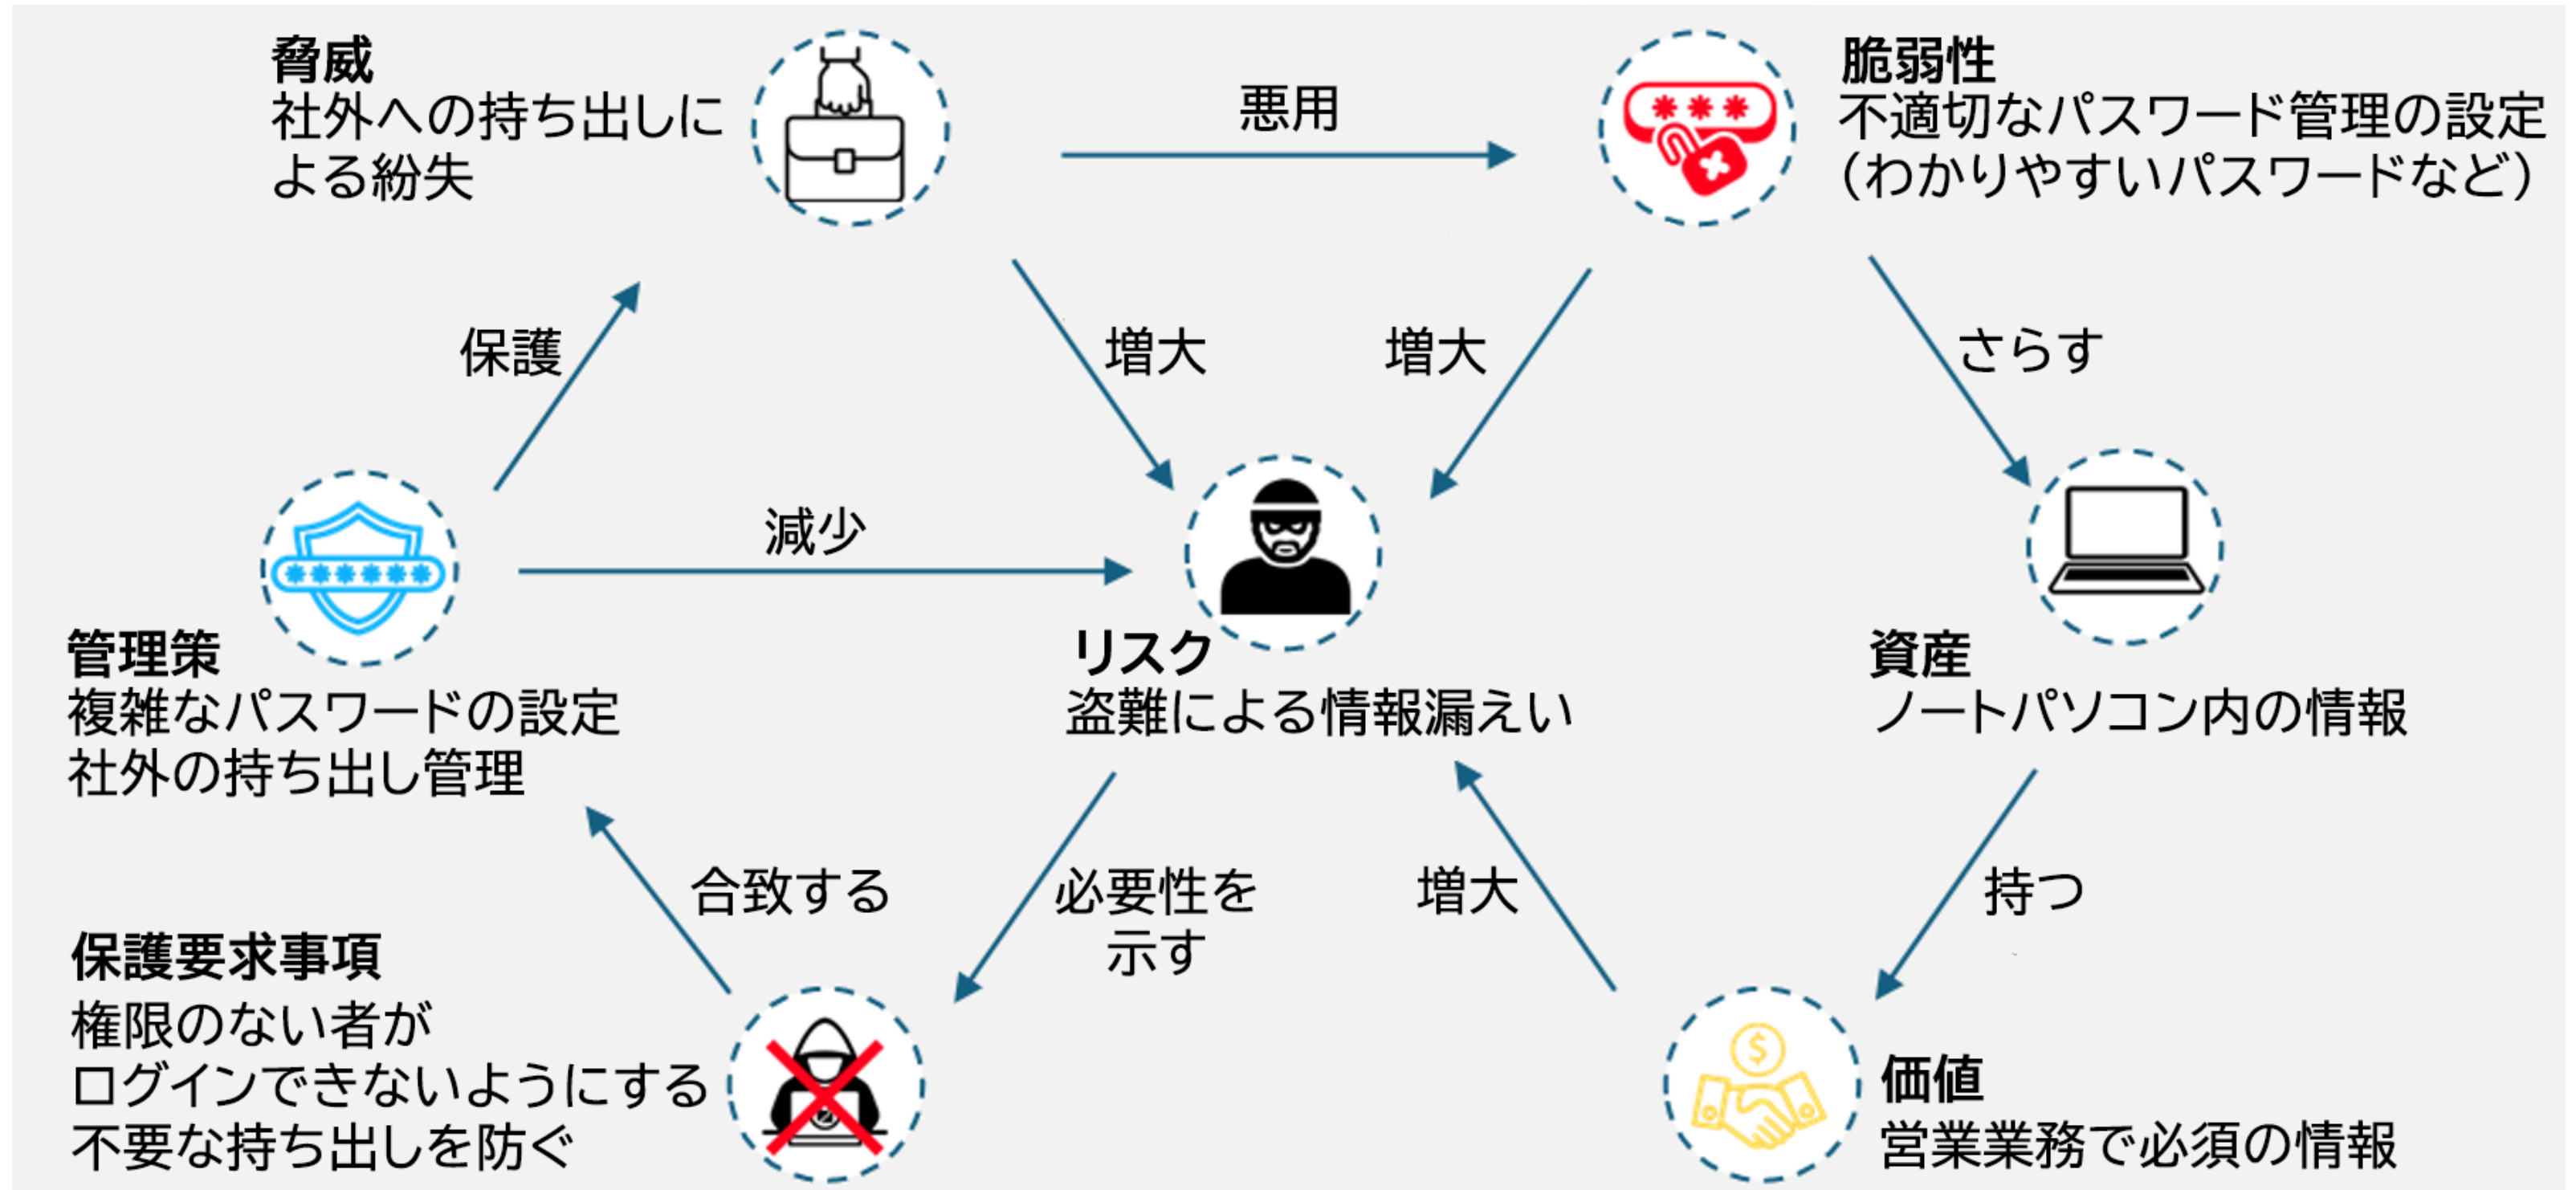 脅威
社外への持ち出しに
よる紛失
悪用
脆弱性
不適切なパスワード管理の設定
(わかりやすいパスワードなど)
保護
増大
増大
さらす
減少
管理策
複雑なパスワードの設定
社外の持ち出し管理
リスク
盗難による情報漏えい
資産
ノートパソコン内の情報
合致する
必要性を
示す
増大
持つ
保護要求事項
権限のない者が
ログインできないようにする
不要な持ち出しを防ぐ
$
価値
営業業務で必須の情報